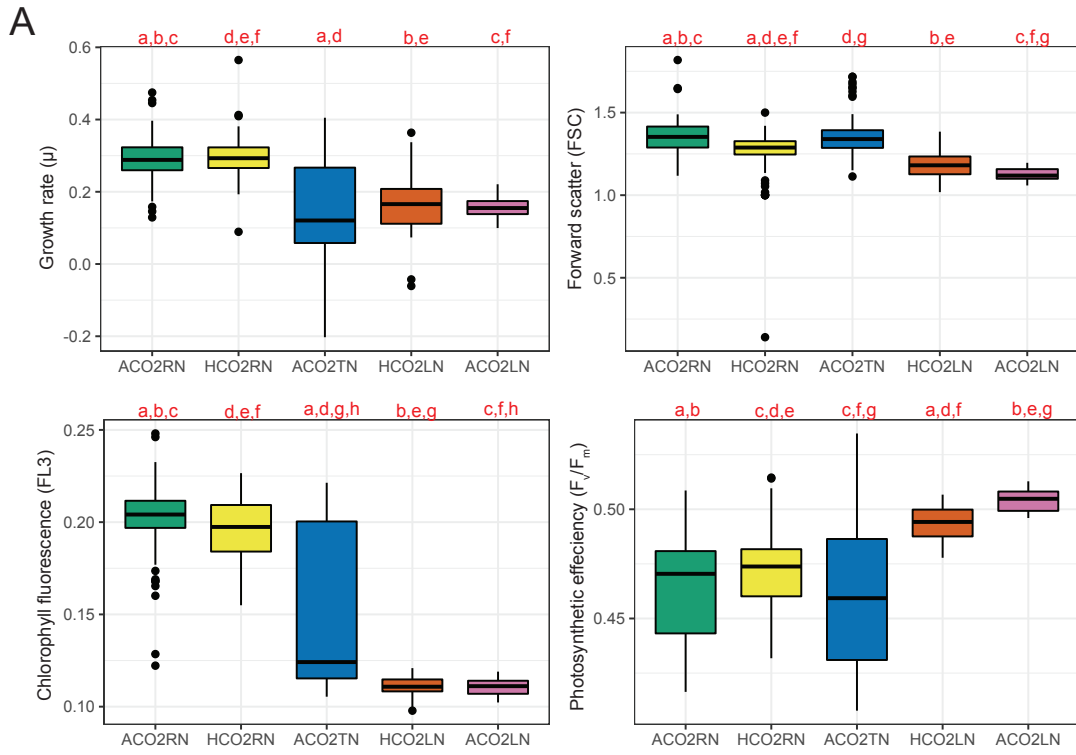 A
a,b,c d,e,f a,d b,e c,f
0.6
0.4
0.2
0.0
-0.2
Growth rate (µ)
ACO2RN HCO2RN ACO2TN HCO2LN ACO2LN
a,b,c a,d,e,f d,g b,e c,f,g
1.5
1.0
0.5
Forward scatter (FSC)
ACO2RN HCO2RN ACO2TN HCO2LN ACO2LN
a,b,c d,e,f a,d,g,h b,e,g c,f,h
0.25
0.20
0.15
0.10
Chlorophyll fluorescence (FL3)
ACO2RN HCO2RN ACO2TN HCO2LN ACO2LN
a,b c,d,e c,f,g a,d,f b,e,g
0.50
0.45
Photosynthetic effeciency (Fv/Fm)
ACO2RN HCO2RN ACO2TN HCO2LN ACO2LN